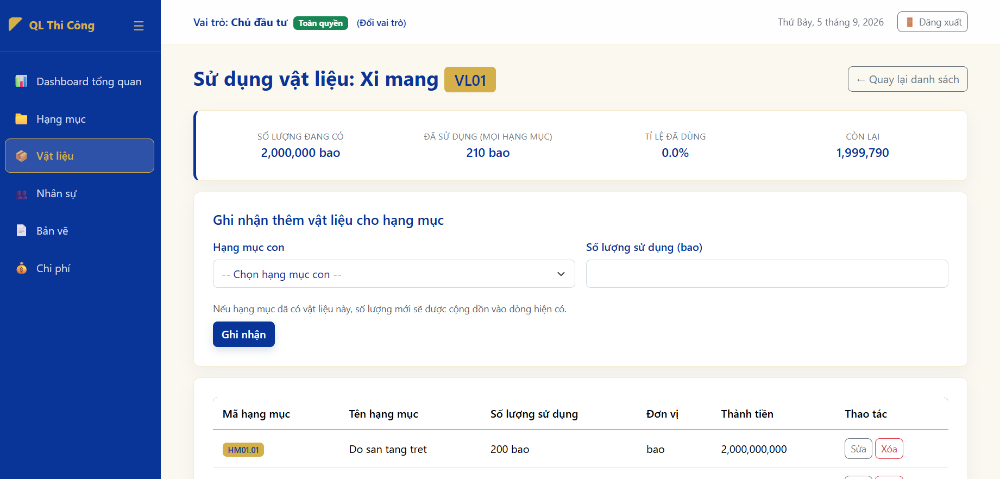 QL Thi Công
Dashboard tổng quan
Hạng mục
Vật liệu
Nhân sự
Bản vẽ
Chi phí
Vai trò: Chủ đầu tư Toàn quyền (Đổi vai trò)
Thứ Bảy, 5 tháng 9, 2026
Đăng xuất
Sử dụng vật liệu: Xi mang VL01
← Quay lại danh sách
SỐ LƯỢNG ĐANG CÓ
2,000,000 bao
ĐÃ SỬ DỤNG (MỌI HẠNG MỤC)
210 bao
TỈ LỆ ĐÃ DÙNG
0.0%
CÒN LẠI
1,999,790
Ghi nhận thêm vật liệu cho hạng mục
Hạng mục con
-- Chọn hạng mục con --
Số lượng sử dụng (bao)
Nếu hạng mục đã có vật liệu này, số lượng mới sẽ được cộng dồn vào dòng hiện có.
Ghi nhận
Mã hạng mục Tên hạng mục Số lượng sử dụng Đơn vị Thành tiền Thao tác
HM01.01 Do san tang tret 200 bao bao 2,000,000,000 Sửa Xóa